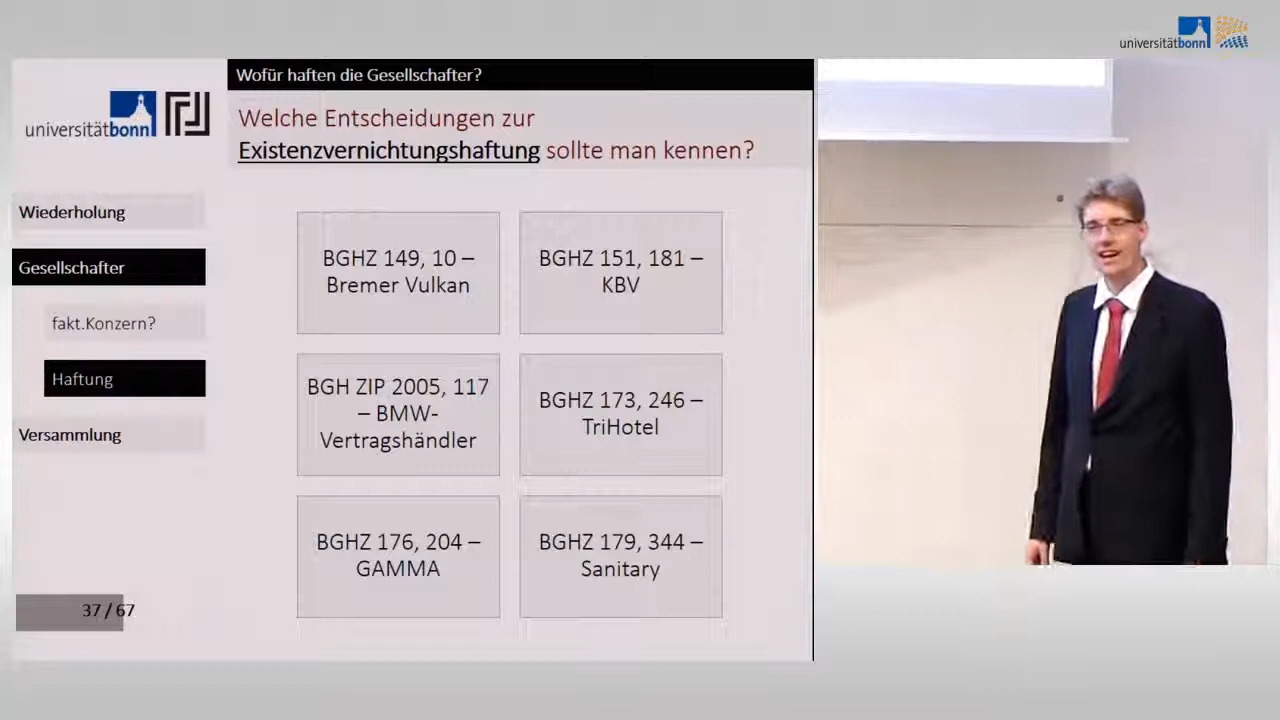 universitätbonn
Wofür haften die Gesellschafter?
universitätbonn
Welche Entscheidungen zur
Existenzvernichtungshaftung sollte man kennen?
Wiederholung
Gesellschafter
fakt.Konzern?
Haftung
Versammlung
BGHZ 149, 10 –
Bremer Vulkan
BGHZ 151, 181 –
KBV
BGH ZIP 2005, 117
– BMW-
Vertragshändler
BGHZ 173, 246 –
TriHotel
BGHZ 176, 204 –
GAMMA
BGHZ 179, 344 –
Sanitary
37 / 67